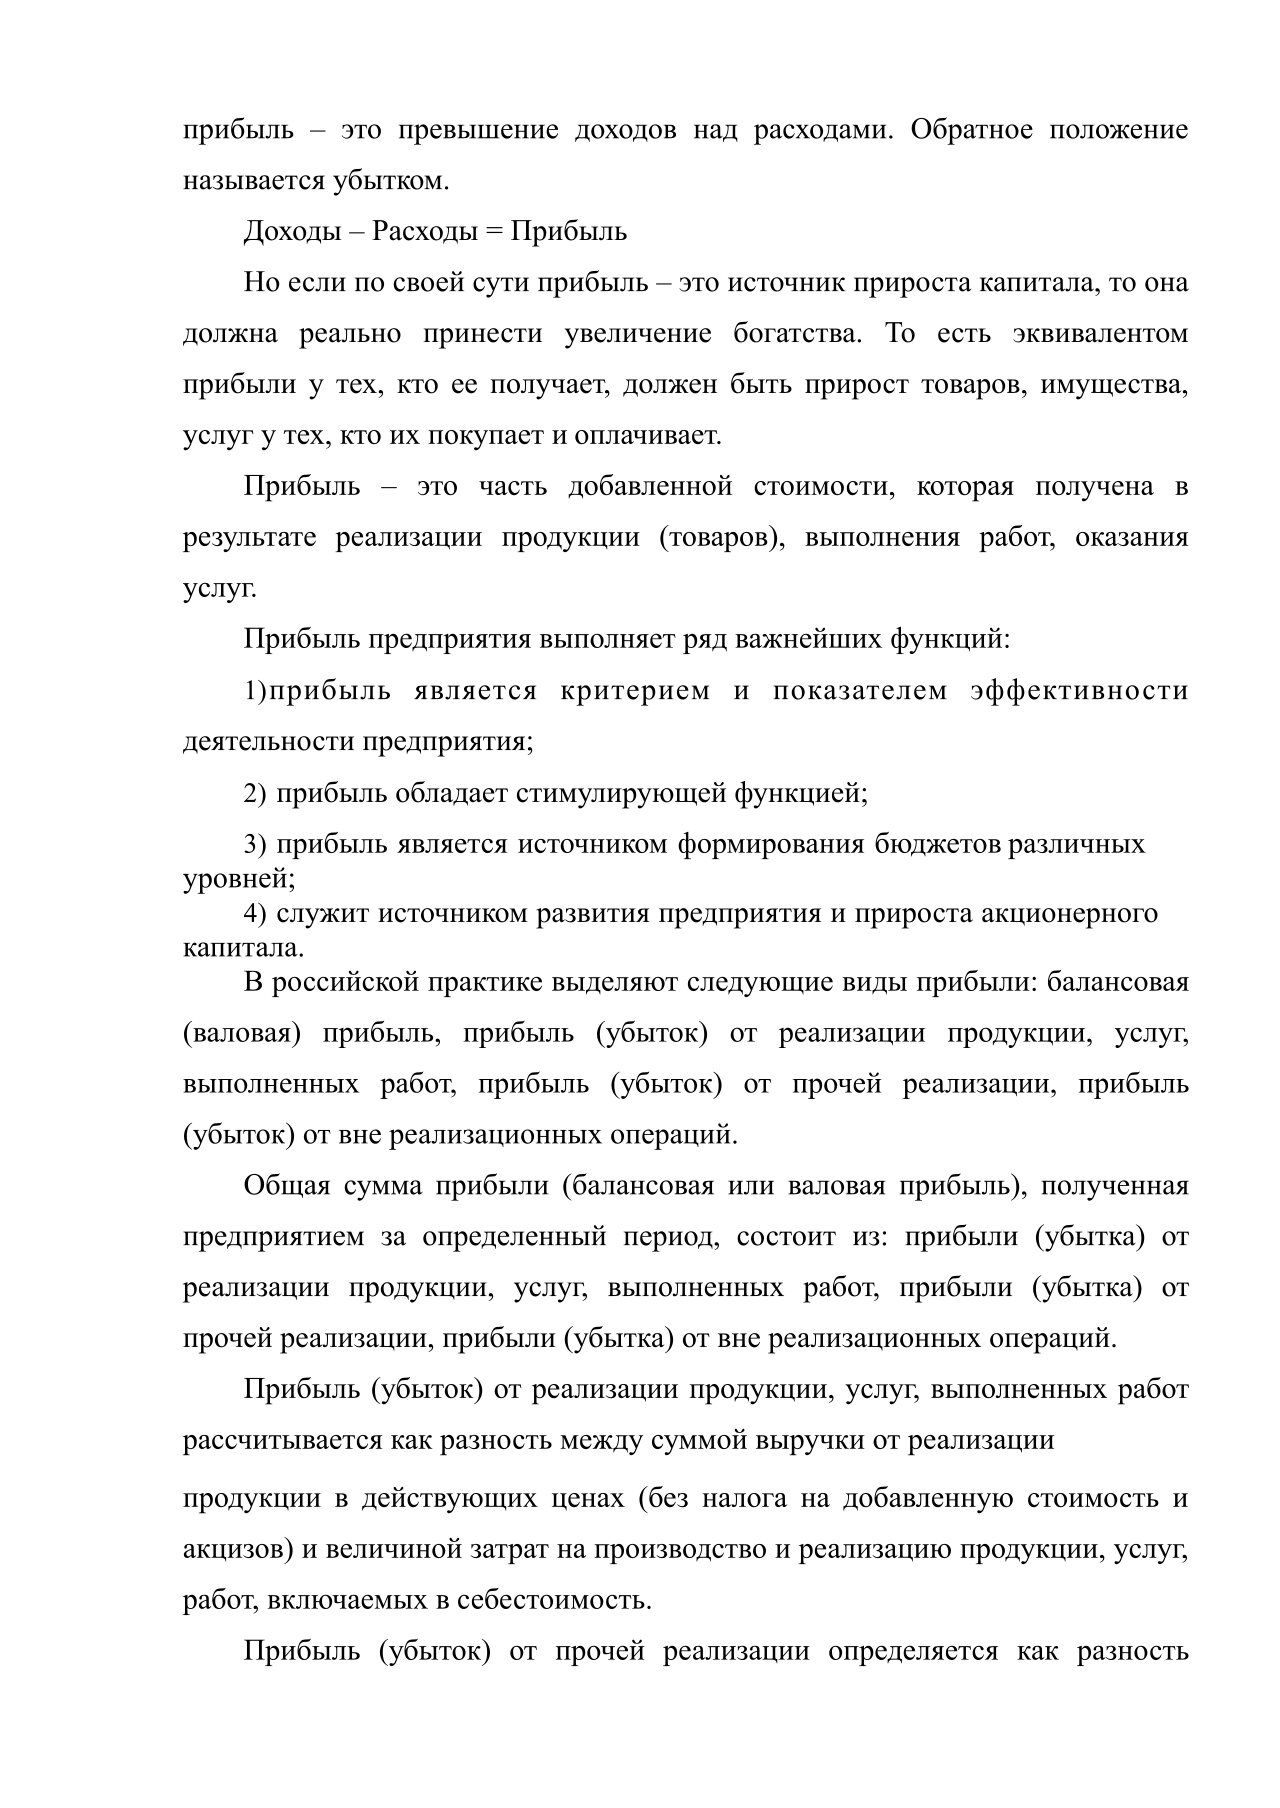 прибыль – это превышение доходов над расходами. Обратное положение
называется убытком.
Доходы – Расходы = Прибыль
Но если по своей сути прибыль – это источник прироста капитала, то она
должна реально принести увеличение богатства. То есть эквивалентом
прибыли у тех, кто ее получает, должен быть прирост товаров, имущества,
услуг у тех, кто их покупает и оплачивает.
Прибыль – это часть добавленной стоимости, которая получена в
результате реализации продукции (товаров), выполнения работ, оказания
услуг.
Прибыль предприятия выполняет ряд важнейших функций:
1)прибыль является критерием и показателем эффективности
деятельности предприятия;
2) прибыль обладает стимулирующей функцией;
3) прибыль является источником формирования бюджетов различных
уровней;
4) служит источником развития предприятия и прироста акционерного
капитала.
В российской практике выделяют следующие виды прибыли: балансовая
(валовая) прибыль, прибыль (убыток) от реализации продукции, услуг,
выполненных работ, прибыль (убыток) от прочей реализации, прибыль
(убыток) от вне реализационных операций.
Общая сумма прибыли (балансовая или валовая прибыль), полученная
предприятием за определенный период, состоит из: прибыли (убытка) от
реализации продукции, услуг, выполненных работ, прибыли (убытка) от
прочей реализации, прибыли (убытка) от вне реализационных операций.
Прибыль (убыток) от реализации продукции, услуг, выполненных работ
рассчитывается как разность между суммой выручки от реализации
продукции в действующих ценах (без налога на добавленную стоимость и
акцизов) и величиной затрат на производство и реализацию продукции, услуг,
работ, включаемых в себестоимость.
Прибыль (убыток) от прочей реализации определяется как разность